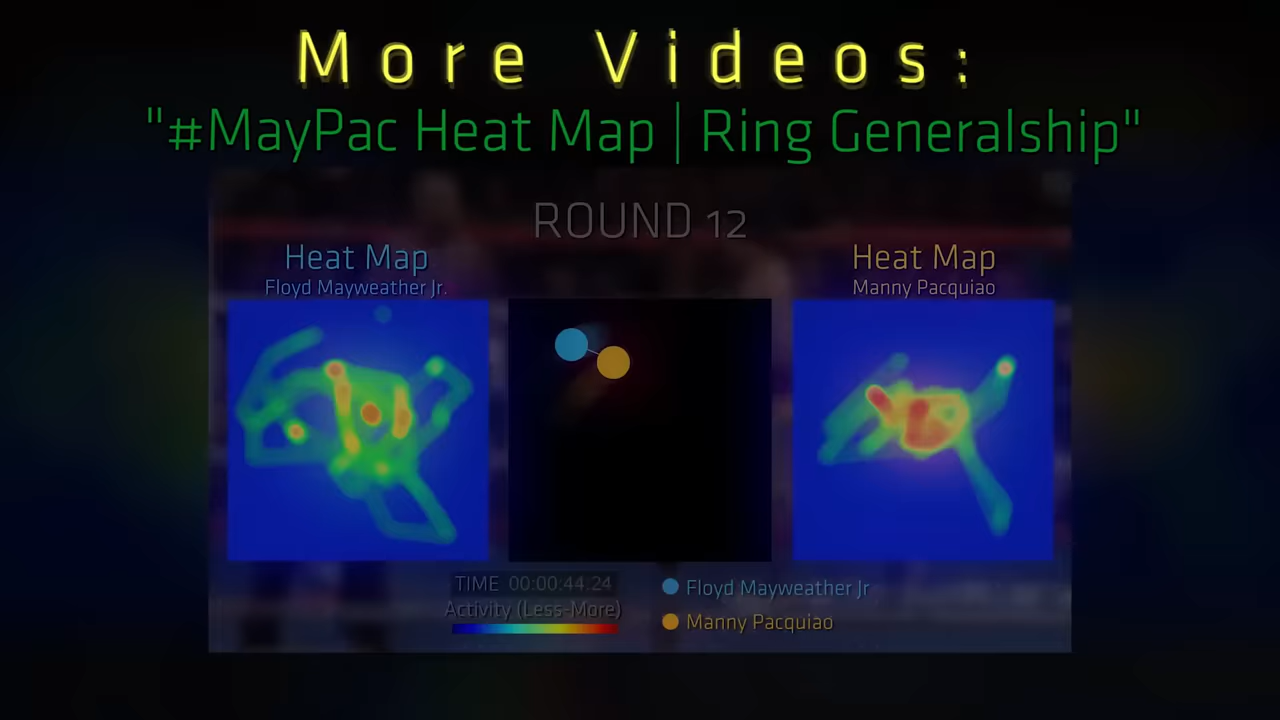 More Videos:
"#MayPac Heat Map | Ring Generalship"
ROUND 12
Heat Map
Floyd Mayweather Jr.
Heat Map
Manny Pacquiao
TIME 00:00:44:24
Activity (Less-More)
Floyd Mayweather Jr
Manny Pacquiao